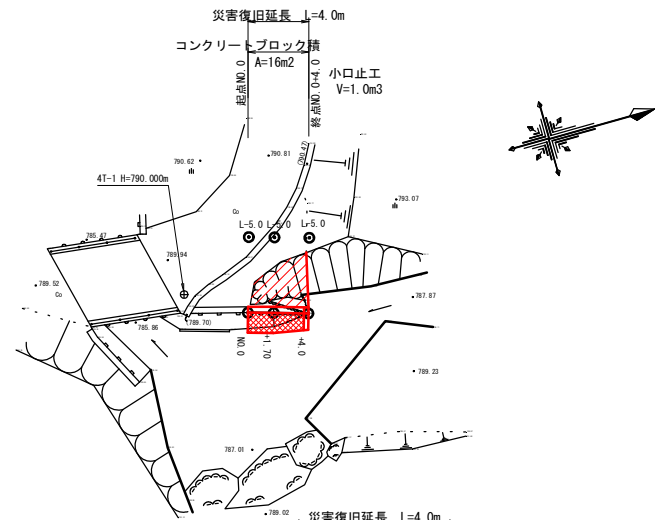 災害復旧延長 L=4.0m
コンクリートブロック積
A=16m2
小口止工
V=1.0m3
起点NO.0
終点NO.0+4.0
790.62
790.81
(790.47)
4T-1 H=790.000m
793.07
Co
L-5.0
L-5.0
L-5.0
785.47
789.94
789.52
Co
787.87
785.86
(789.70)
NO.0
+1.70
+4.0
789.23
787.01
789.02
災害復旧延長 L=4.0m